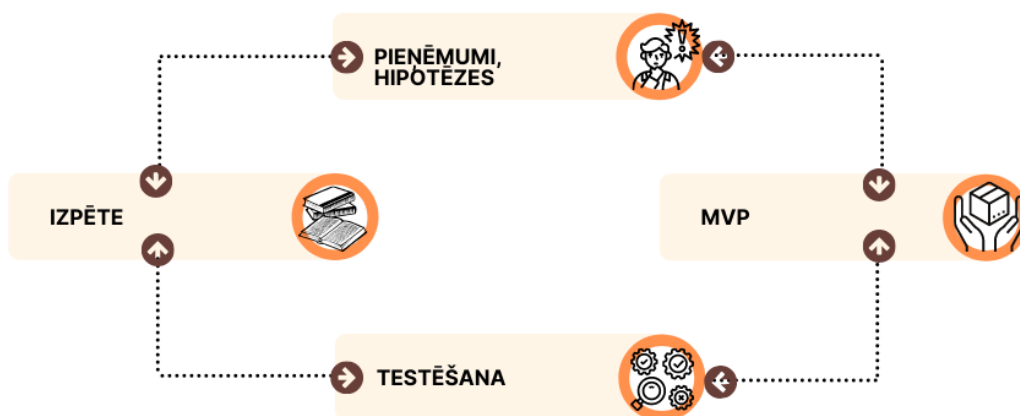 PIEŅĒMUMI,
HIPOTĒZES
IZPĒTE
MVP
TESTĒŠANA